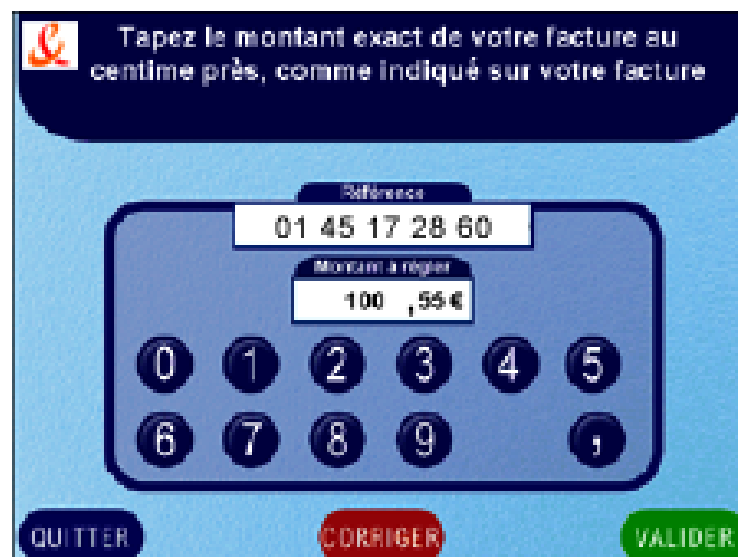 &
Tapez le montant exact de votre facture au
centime près, comme indiqué sur votre facture
Référence
01 45 17 28 60
Montant à régler
100 ,55 €
0 1 2 3 4 5
6 7 8 9 ,
QUITTER CORRIGER VALIDER